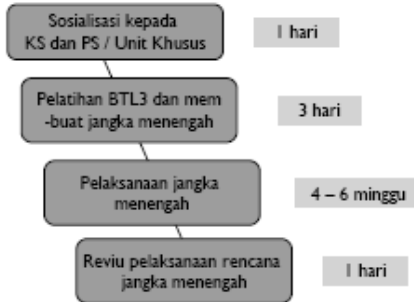 Sosialisasi kepada
KS dan PS / Unit Khusus
1 hari
Pelatihan BTL3 dan mem
-buat jangka menengah
3 hari
Pelaksanaan jangka
menengah
4 – 6 minggu
Reviu pelaksanaan rencana
jangka menengah
1 hari